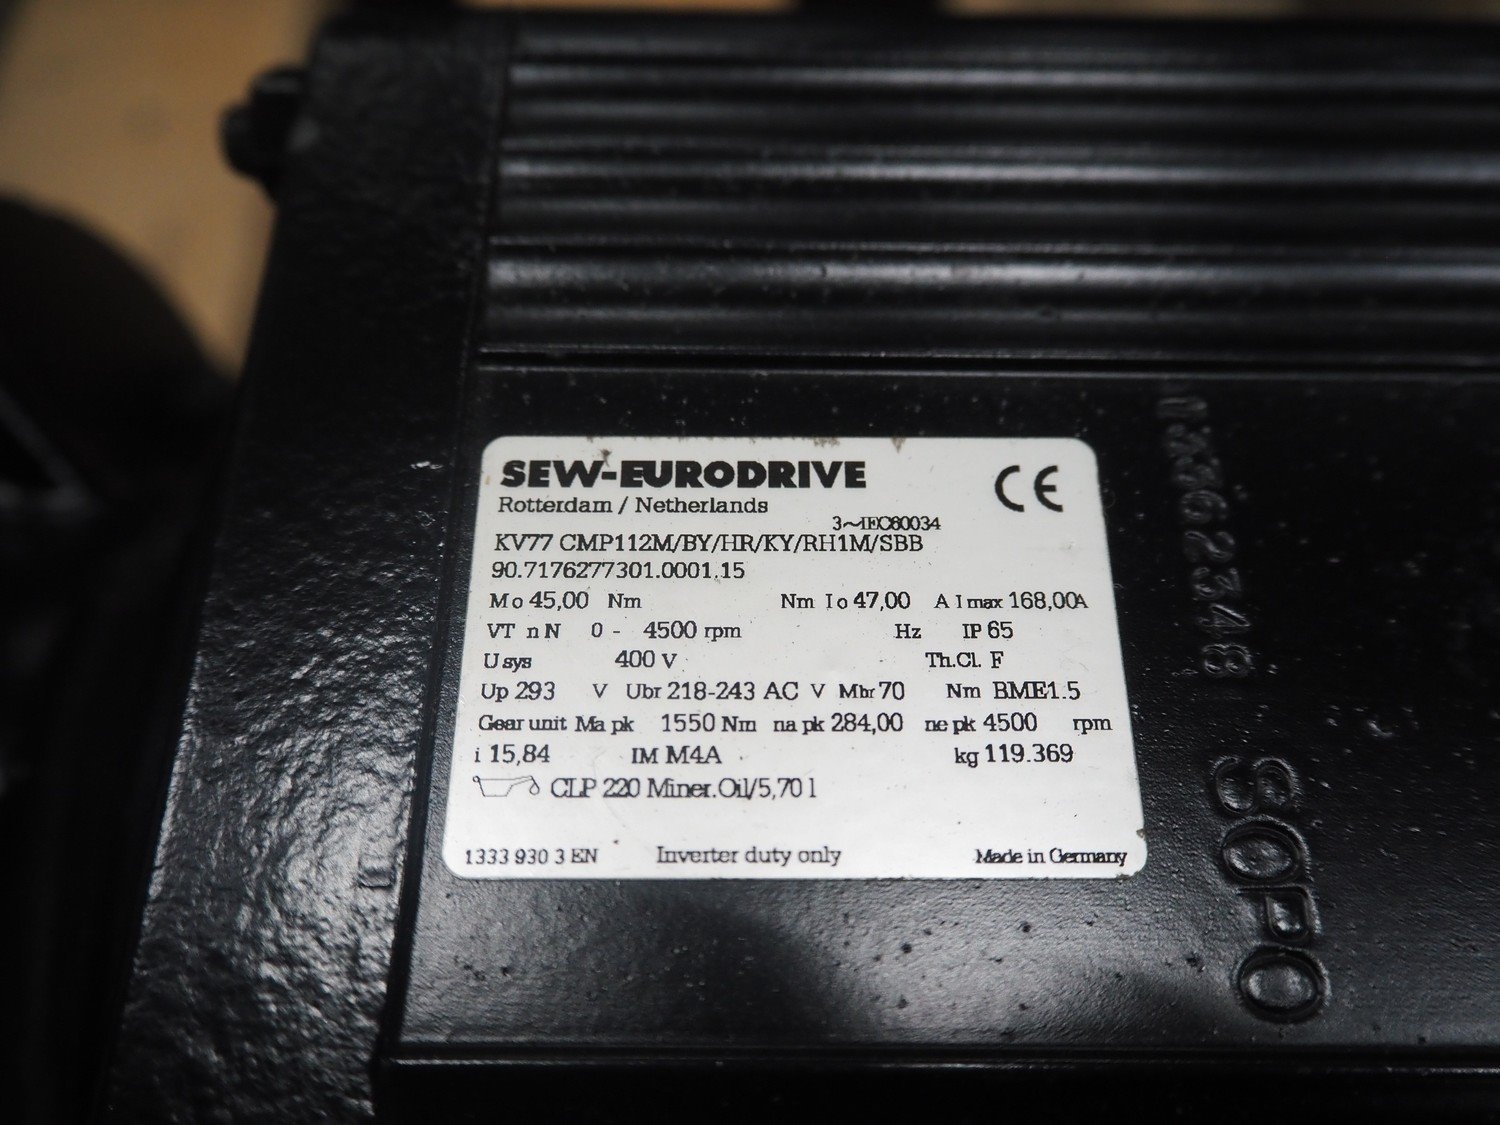 SEW-EURODRIVE
CE
Rotterdam / Netherlands
3~IEC60034
KV77 CMP112M/BY/HR/KY/RH1M/SBB
90.7176277301.0001.15
Mo 45,00 Nm Nm Io 47,00 A Imax 168,00A
VT nN 0 - 4500 rpm Hz IP 65
Usys 400 V Th.Cl. F
Up 293 V Ubr 218-243 AC V Mbr 70 Nm BME1.5
Gear unit Ma pk 1550 Nm na pk 284,00 ne pk 4500 rpm
i 15,84 IM M4A kg 119.369
CLP 220 Miner.Oil/5,70 l
1333 930 3 EN Inverter duty only Made in Germany
13362348
SOPO